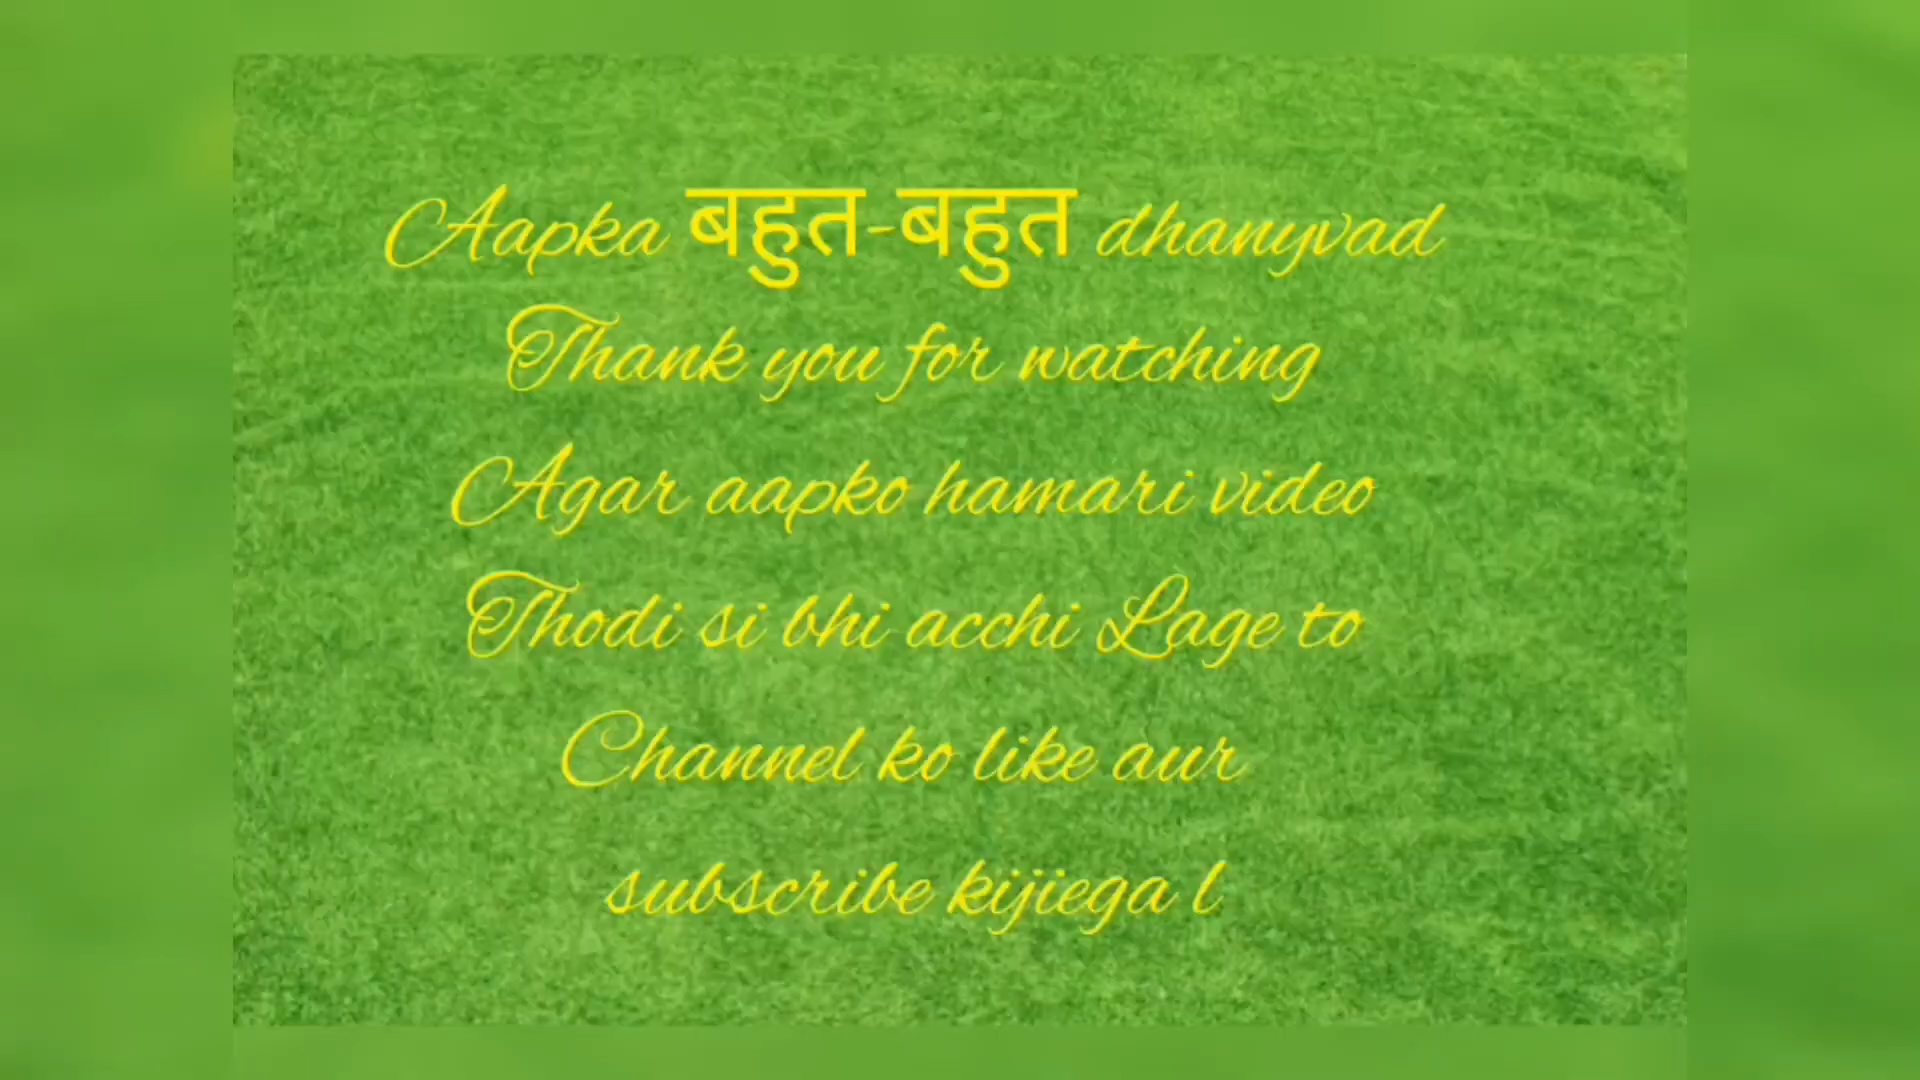 Aapka बहुत-बहुत dhanyvad
Thank you for watching
Agar aapko hamari video
Thodi si bhi acchi Lage to
Channel ko like aur
subscribe kijiega l